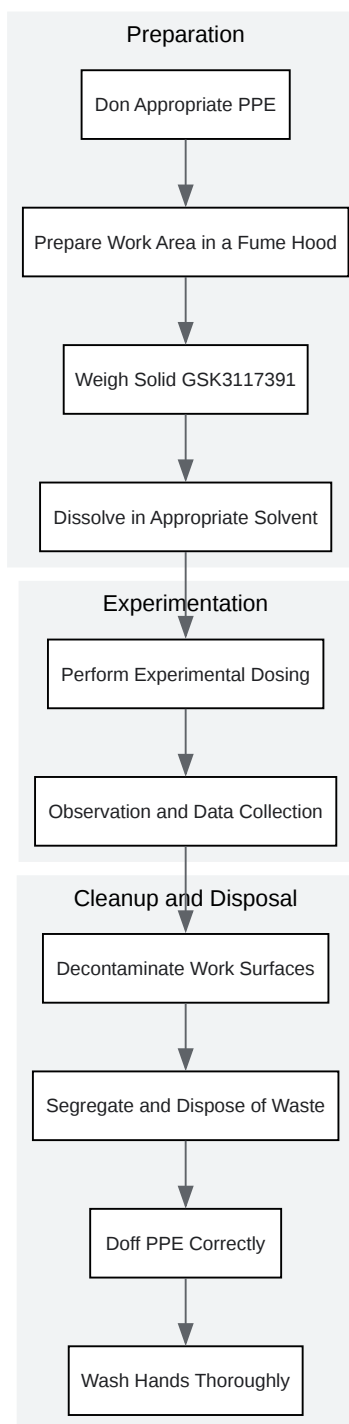 Preparation
Don Appropriate PPE
Prepare Work Area in a Fume Hood
Weigh Solid GSK3117391
Dissolve in Appropriate Solvent
Experimentation
Perform Experimental Dosing
Observation and Data Collection
Cleanup and Disposal
Decontaminate Work Surfaces
Segregate and Dispose of Waste
Doff PPE Correctly
Wash Hands Thoroughly